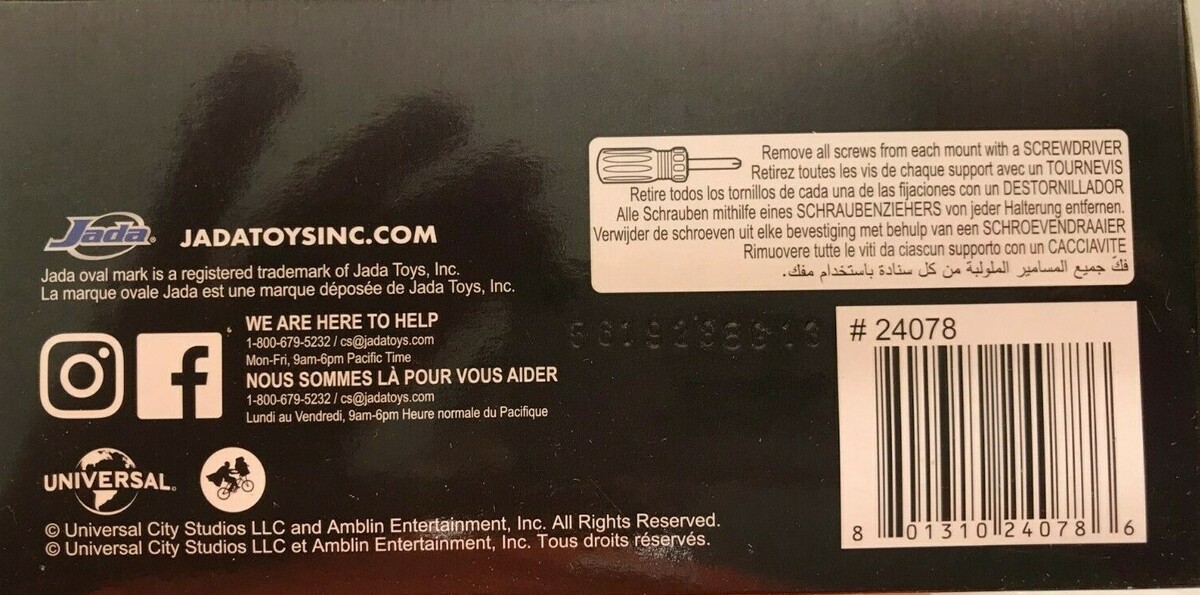 Jada®
JADATOYSINC.COM
Jada oval mark is a registered trademark of Jada Toys, Inc.
La marque ovale Jada est une marque déposée de Jada Toys, Inc.
WE ARE HERE TO HELP
1-800-679-5232 / cs@jadatoys.com
Mon-Fri, 9am-6pm Pacific Time
NOUS SOMMES LÀ POUR VOUS AIDER
1-800-679-5232 / cs@jadatoys.com
Lundi au Vendredi, 9am-6pm Heure normale du Pacifique
UNIVERSAL
© Universal City Studios LLC and Amblin Entertainment, Inc. All Rights Reserved.
© Universal City Studios LLC et Amblin Entertainment, Inc. Tous droits réservés.
Remove all screws from each mount with a SCREWDRIVER
Retirez toutes les vis de chaque support avec un TOURNEVIS
Retire todos los tornillos de cada una de las fijaciones con un DESTORNILLADOR
Alle Schrauben mithilfe eines SCHRAUBENZIEHERS von jeder Halterung entfernen.
Verwijder de schroeven uit elke bevestiging met behulp van een SCHROEVENDRAAIER
Rimuovere tutte le viti da ciascun supporto con un CACCIAVITE
فكّ جميع المسامير الملولبة من كل سنادة باستخدام مفك.
# 24078
8 01310 24078 6